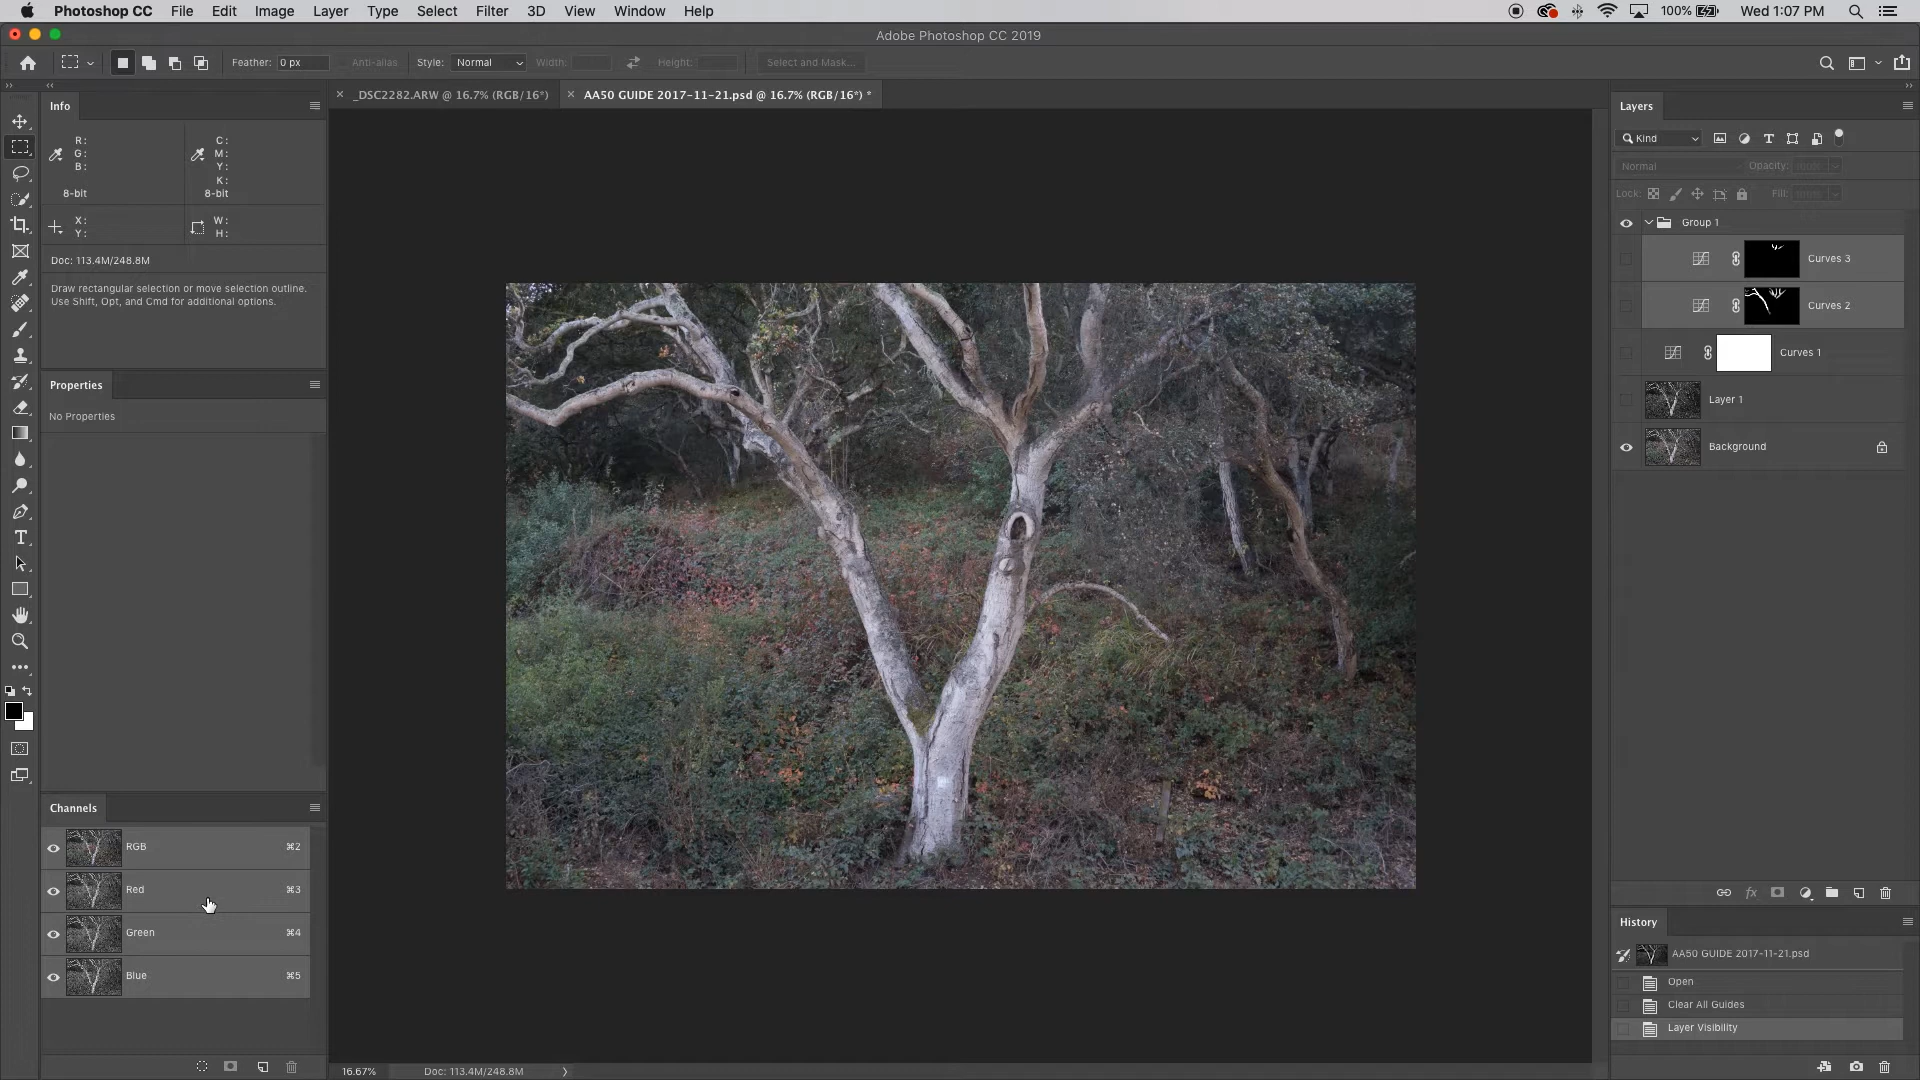 Photoshop CC File Edit Image Layer Type Select Filter 3D View Window Help 100% Wed 1:07 PM
Adobe Photoshop CC 2019
Feather: 0 px Anti-alias Style: Normal Width: Height: Select and Mask...
_DSC2282.ARW @ 16.7% (RGB/16*) AA50 GUIDE 2017-11-21.psd @ 16.7% (RGB/16*) *
Info
R: C:
G: M:
B: Y:
K:
8-bit 8-bit
X: W:
Y: H:
Doc: 113.4M/248.8M
Draw rectangular selection or move selection outline.
Use Shift, Opt, and Cmd for additional options.
Properties
No Properties
Channels
RGB ⌘2
Red ⌘3
Green ⌘4
Blue ⌘5
16.67% Doc: 113.4M/248.8M
Layers
Kind
Normal Opacity:
Lock: Fill:
Group 1
Curves 3
Curves 2
Curves 1
Layer 1
Background
History
AA50 GUIDE 2017-11-21.psd
Open
Clear All Guides
Layer Visibility